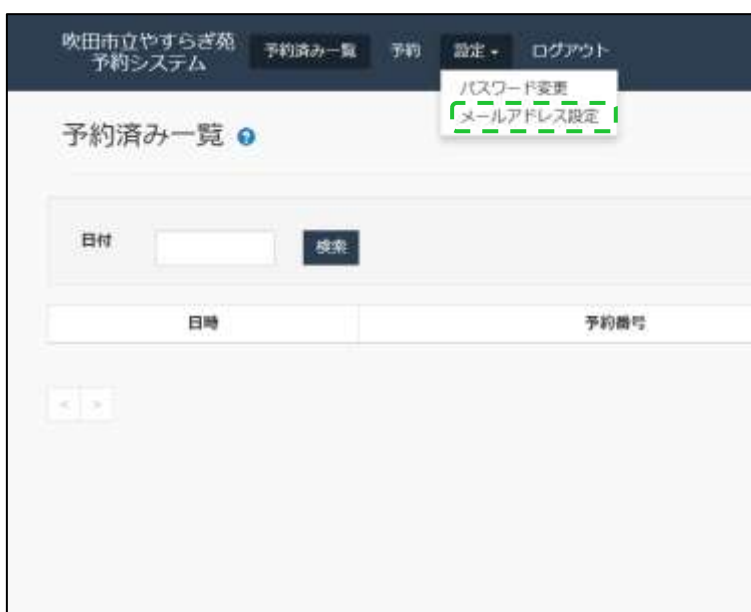 吹田市立やすらぎ苑
予約システム
予約済み一覧 予約 設定 ログアウト
パスワード変更
メールアドレス設定
予約済み一覧
日付 検索
日時 予約番号
< >